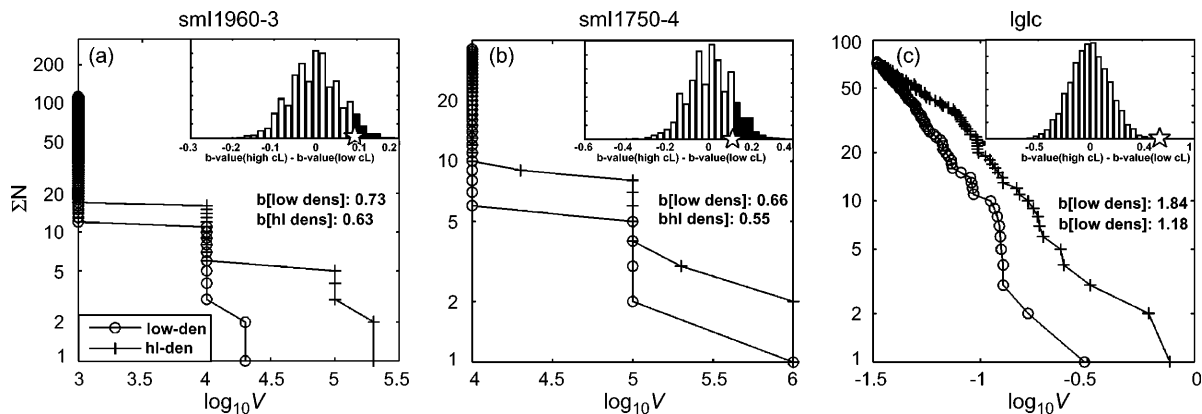 sml1960-3
sml1750-4
lglc
(a)
(b)
(c)
ΣN
200
100
50
20
10
5
2
1
-0.3
-0.2
-0.1
0
0.1
0.2
b-value(high cL) - b-value(low cL)
b[low dens]: 0.73
b[hl dens]: 0.63
low-den
hl-den
3
3.5
4
4.5
5
5.5
log10V
20
10
5
2
1
-0.6
-0.4
-0.2
0
0.2
0.4
b-value(high cL) - b-value(low cL)
b[low dens]: 0.66
bhl dens]: 0.55
4
4.5
5
5.5
6
log10V
100
50
20
10
5
2
1
-0.5
0
0.4
1
b-value(high cL) - b-value(low cL)
b[low dens]: 1.84
b[low dens]: 1.18
-1.5
-1
-0.5
0
log10V